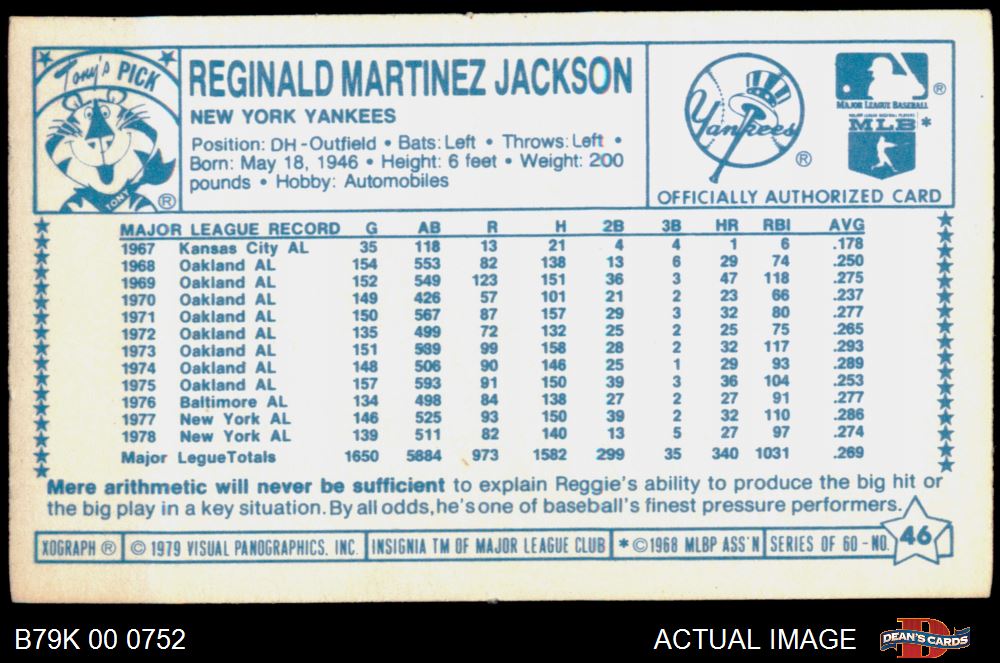 Tony's PICK
TONY ®
REGINALD MARTINEZ JACKSON
NEW YORK YANKEES
Position: DH-Outfield • Bats: Left • Throws: Left •
Born: May 18, 1946 • Height: 6 feet • Weight: 200
pounds • Hobby: Automobiles
Yankees ®
MAJOR LEAGUE BASEBALL ®
MAJOR LEAGUE BASEBALL PLAYERS
MLB *
OFFICIALLY AUTHORIZED CARD
MAJOR LEAGUE RECORD G AB R H 2B 3B HR RBI AVG
1967 Kansas City AL 35 118 13 21 4 4 1 6 .178
1968 Oakland AL 154 553 82 138 13 6 29 74 .250
1969 Oakland AL 152 549 123 151 36 3 47 118 .275
1970 Oakland AL 149 426 57 101 21 2 23 66 .237
1971 Oakland AL 150 567 87 157 29 3 32 80 .277
1972 Oakland AL 135 499 72 132 25 2 25 75 .265
1973 Oakland AL 151 539 99 158 28 2 32 117 .293
1974 Oakland AL 148 506 90 146 25 1 29 93 .289
1975 Oakland AL 157 593 91 150 39 3 36 104 .253
1976 Baltimore AL 134 498 84 138 27 2 27 91 .277
1977 New York AL 146 525 93 150 39 2 32 110 .286
1978 New York AL 139 511 82 140 13 5 27 97 .274
Major LegueTotals 1650 5884 973 1582 299 35 340 1031 .269
Mere arithmetic will never be sufficient to explain Reggie's ability to produce the big hit or
the big play in a key situation. By all odds, he's one of baseball's finest pressure performers.
XOGRAPH ® © 1979 VISUAL PANOGRAPHICS, INC. INSIGNIA TM OF MAJOR LEAGUE CLUB * © 1968 MLBP ASS'N SERIES OF 60 - NO. 46
B79K 00 0752
ACTUAL IMAGE
D
DEAN'S CARDS